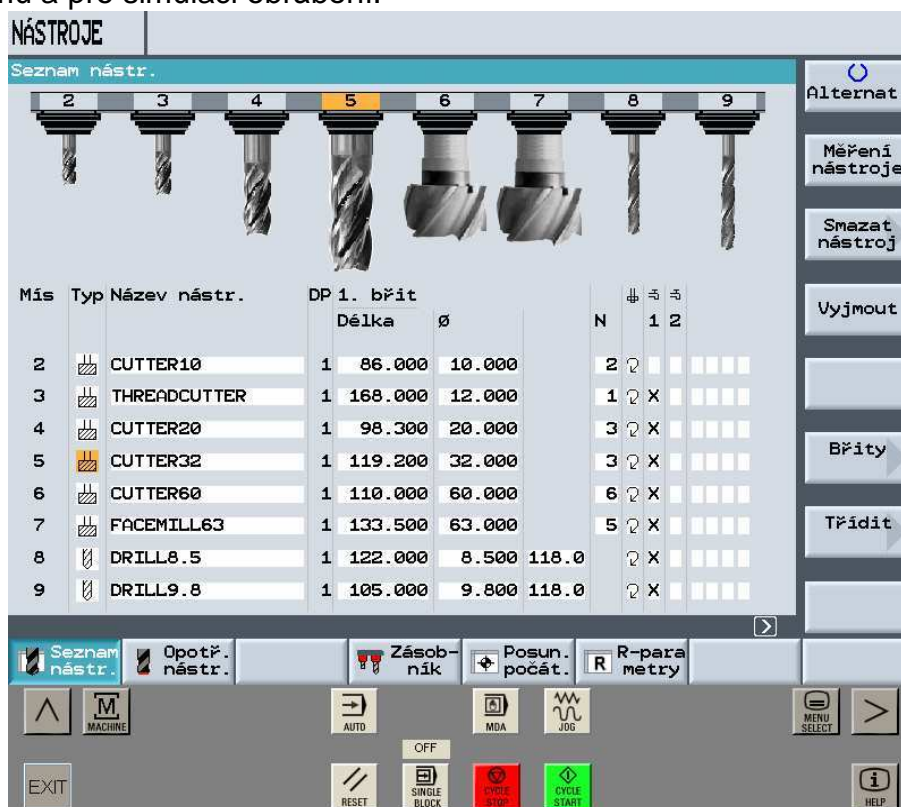 mu a pro simulaci obrábění.
NÁSTROJE
Seznam nástr.
2 3 4 5 6 7 8 9
Alternat
Měření
nástroje
Smazat
nástroj
Vyjmout
Břity
Třídit
Mís Typ Název nástr. DP 1. břit
Délka Ø N 1 2
2 CUTTER10 1 86.000 10.000 2
3 THREADCUTTER 1 168.000 12.000 1 X
4 CUTTER20 1 98.300 20.000 3 X
5 CUTTER32 1 119.200 32.000 3 X
6 CUTTER60 1 110.000 60.000 6 X
7 FACEMILL63 1 133.500 63.000 5 X
8 DRILL8.5 1 122.000 8.500 118.0 X
9 DRILL9.8 1 105.000 9.800 118.0 X
Seznam
nástr.
Opotř.
nástr.
Zásob-
ník
Posun.
počát.
R R-para
metry
M
MACHINE
AUTO
MDA
JOG
MENU
SELECT
EXIT
RESET
OFF
SINGLE
BLOCK
CYCLE
STOP
CYCLE
START
i
HELP